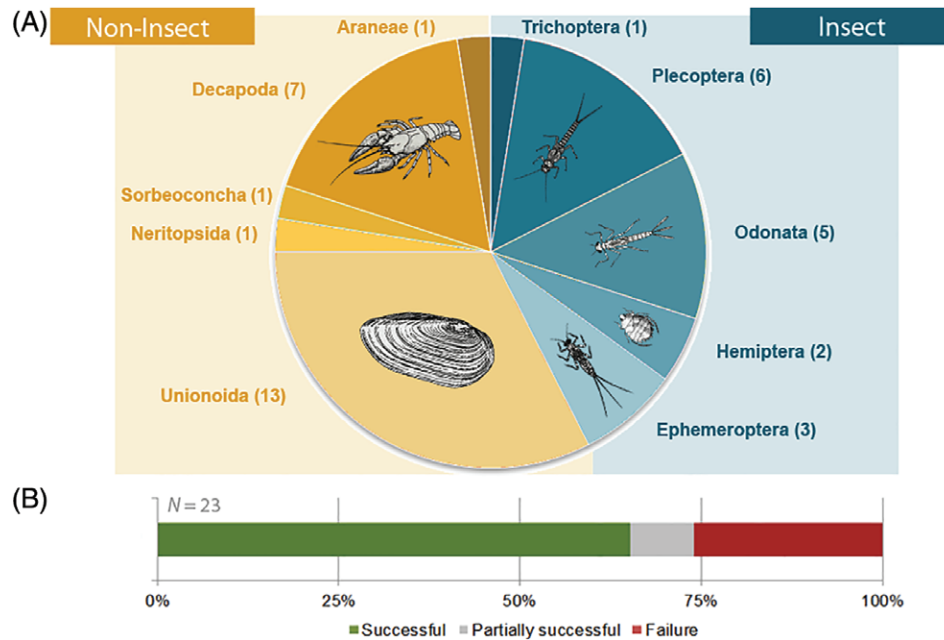 (A)
Non-Insect
Insect
Araneae (1)
Trichoptera (1)
Decapoda (7)
Plecoptera (6)
Sorbeoconcha (1)
Neritopsida (1)
Odonata (5)
Hemiptera (2)
Unionoida (13)
Ephemeroptera (3)
(B)
N = 23
0%
25%
50%
75%
100%
Successful
Partially successful
Failure